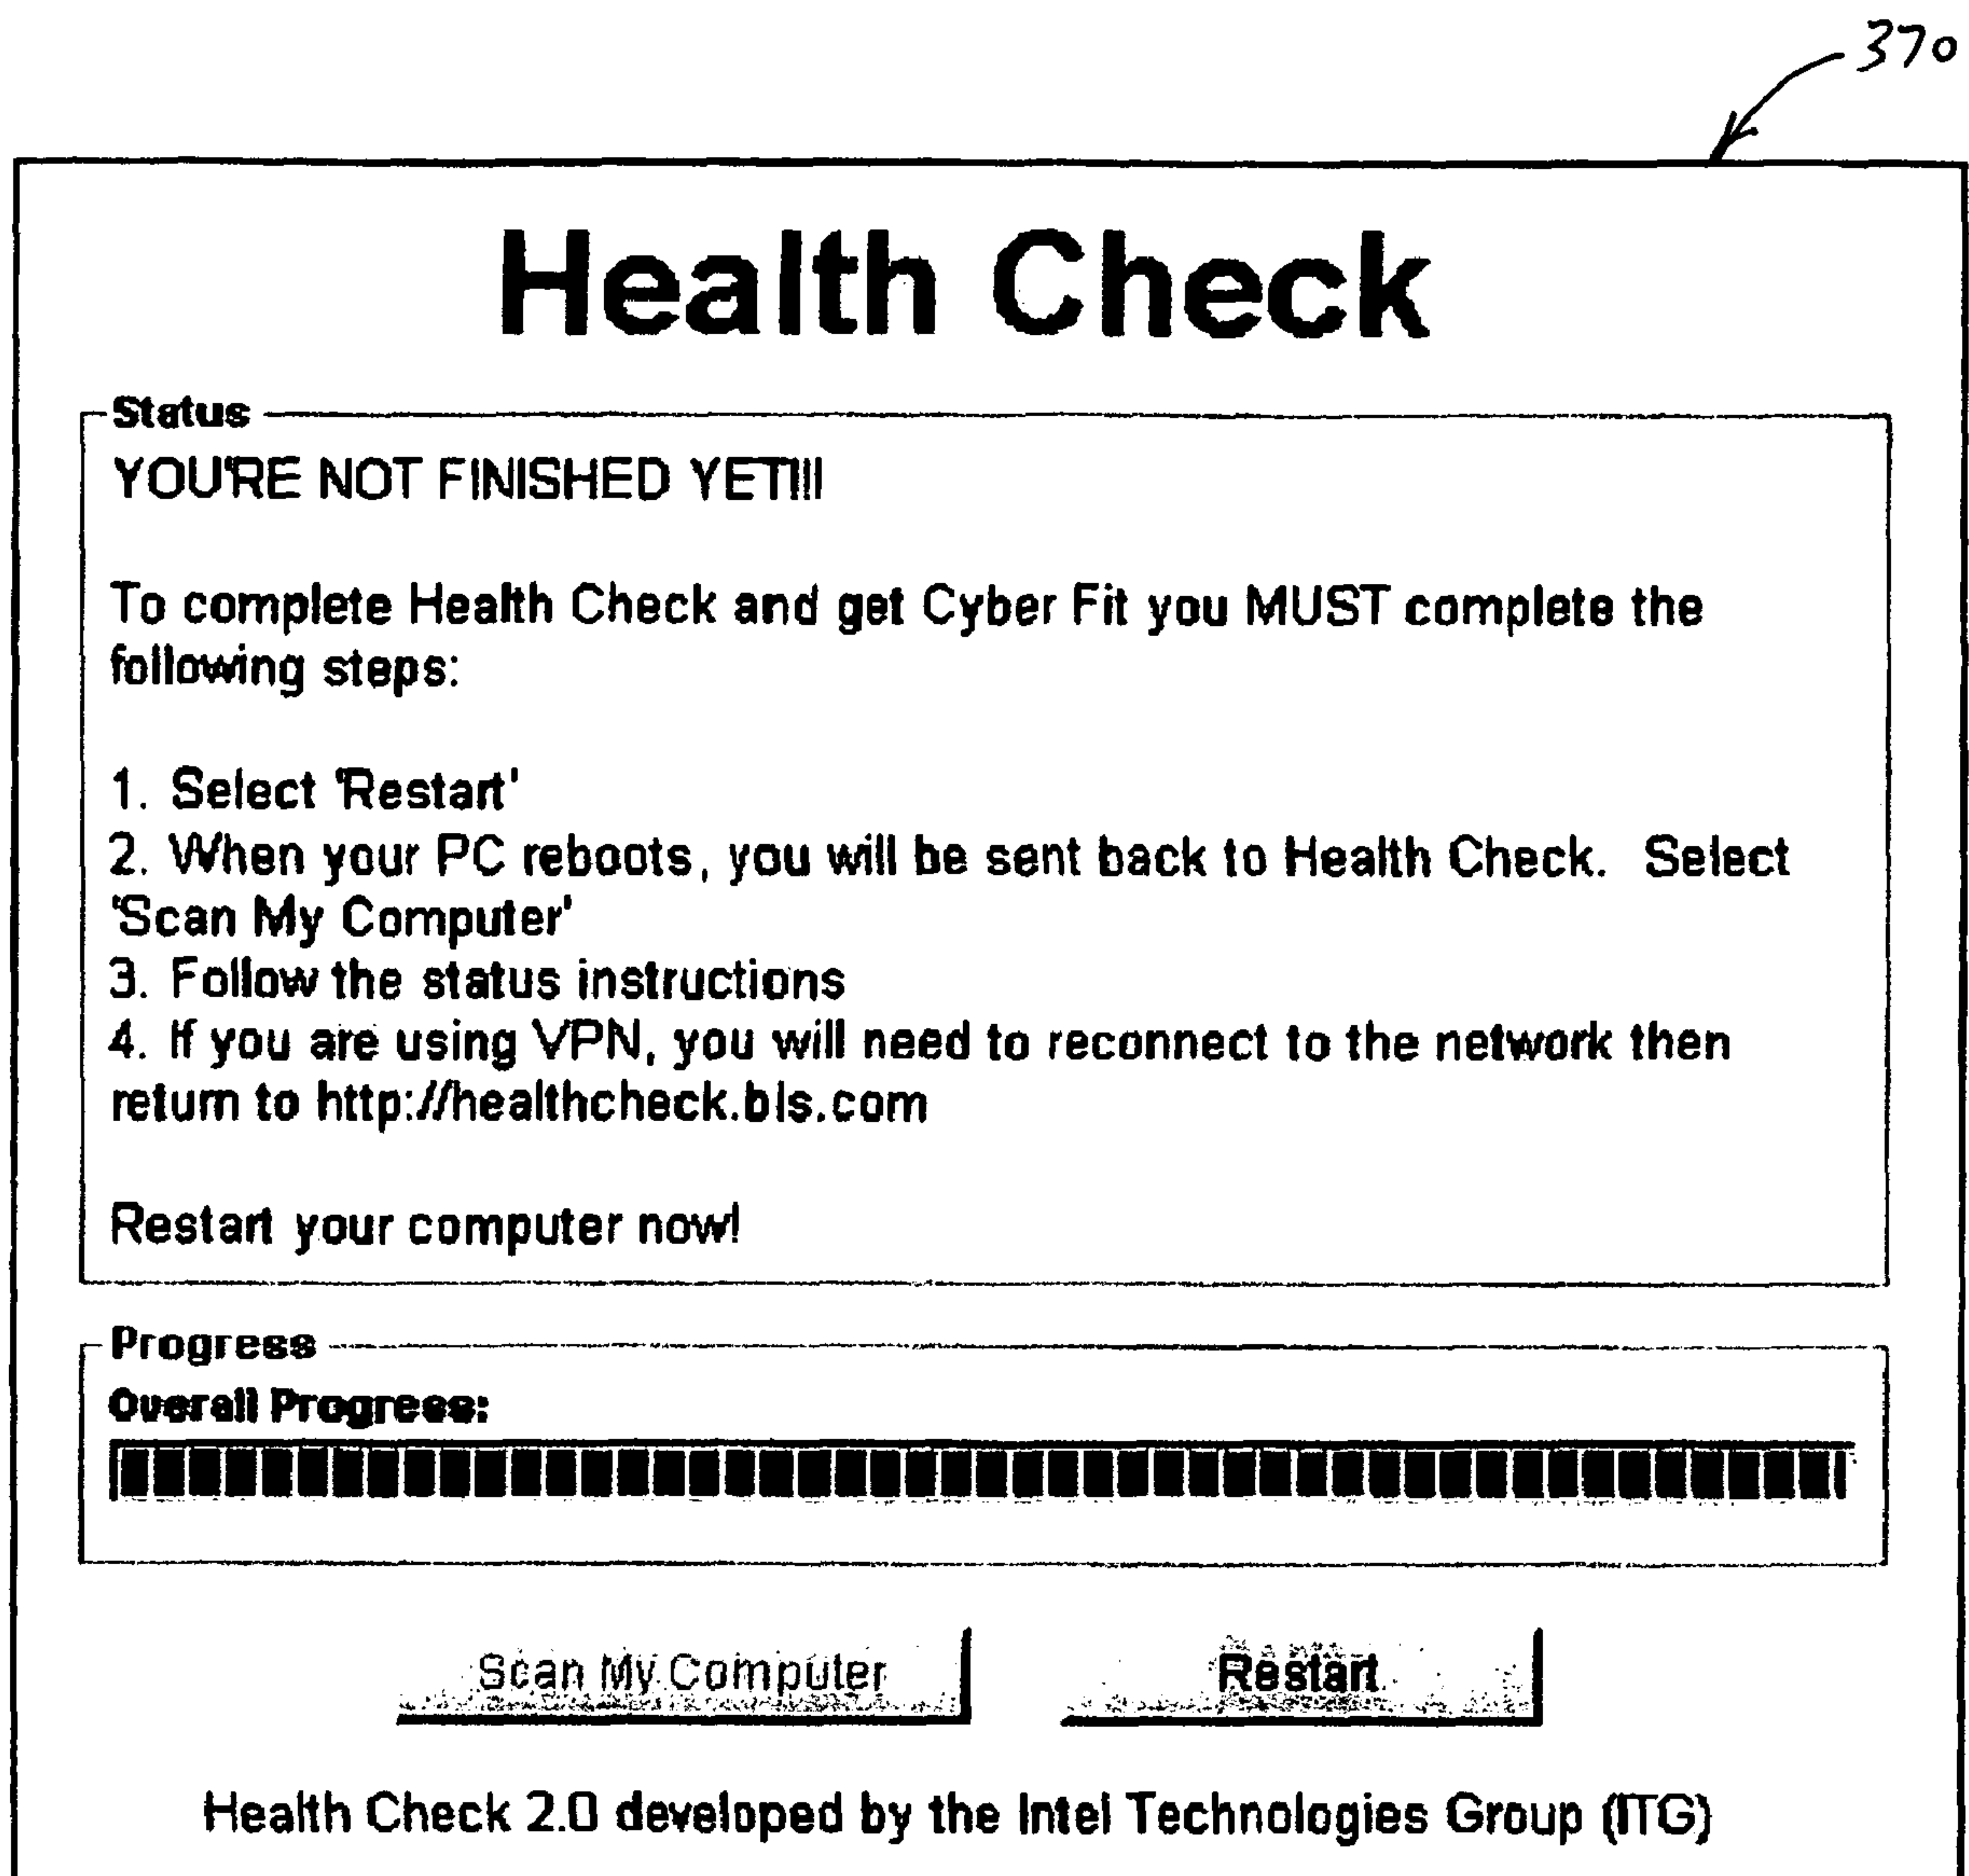 370
Health Check
Status
YOU'RE NOT FINISHED YET!!!
To complete Health Check and get Cyber Fit you MUST complete the
following steps:
1. Select 'Restart'
2. When your PC reboots, you will be sent back to Health Check.  Select
'Scan My Computer'
3. Follow the status instructions
4. If you are using VPN, you will need to reconnect to the network then
return to http://healthcheck.bls.com
Restart your computer now!
Progress
Overall Progress:
Scan My Computer
Restart
Health Check 2.0 developed by the Intel Technologies Group (ITG)